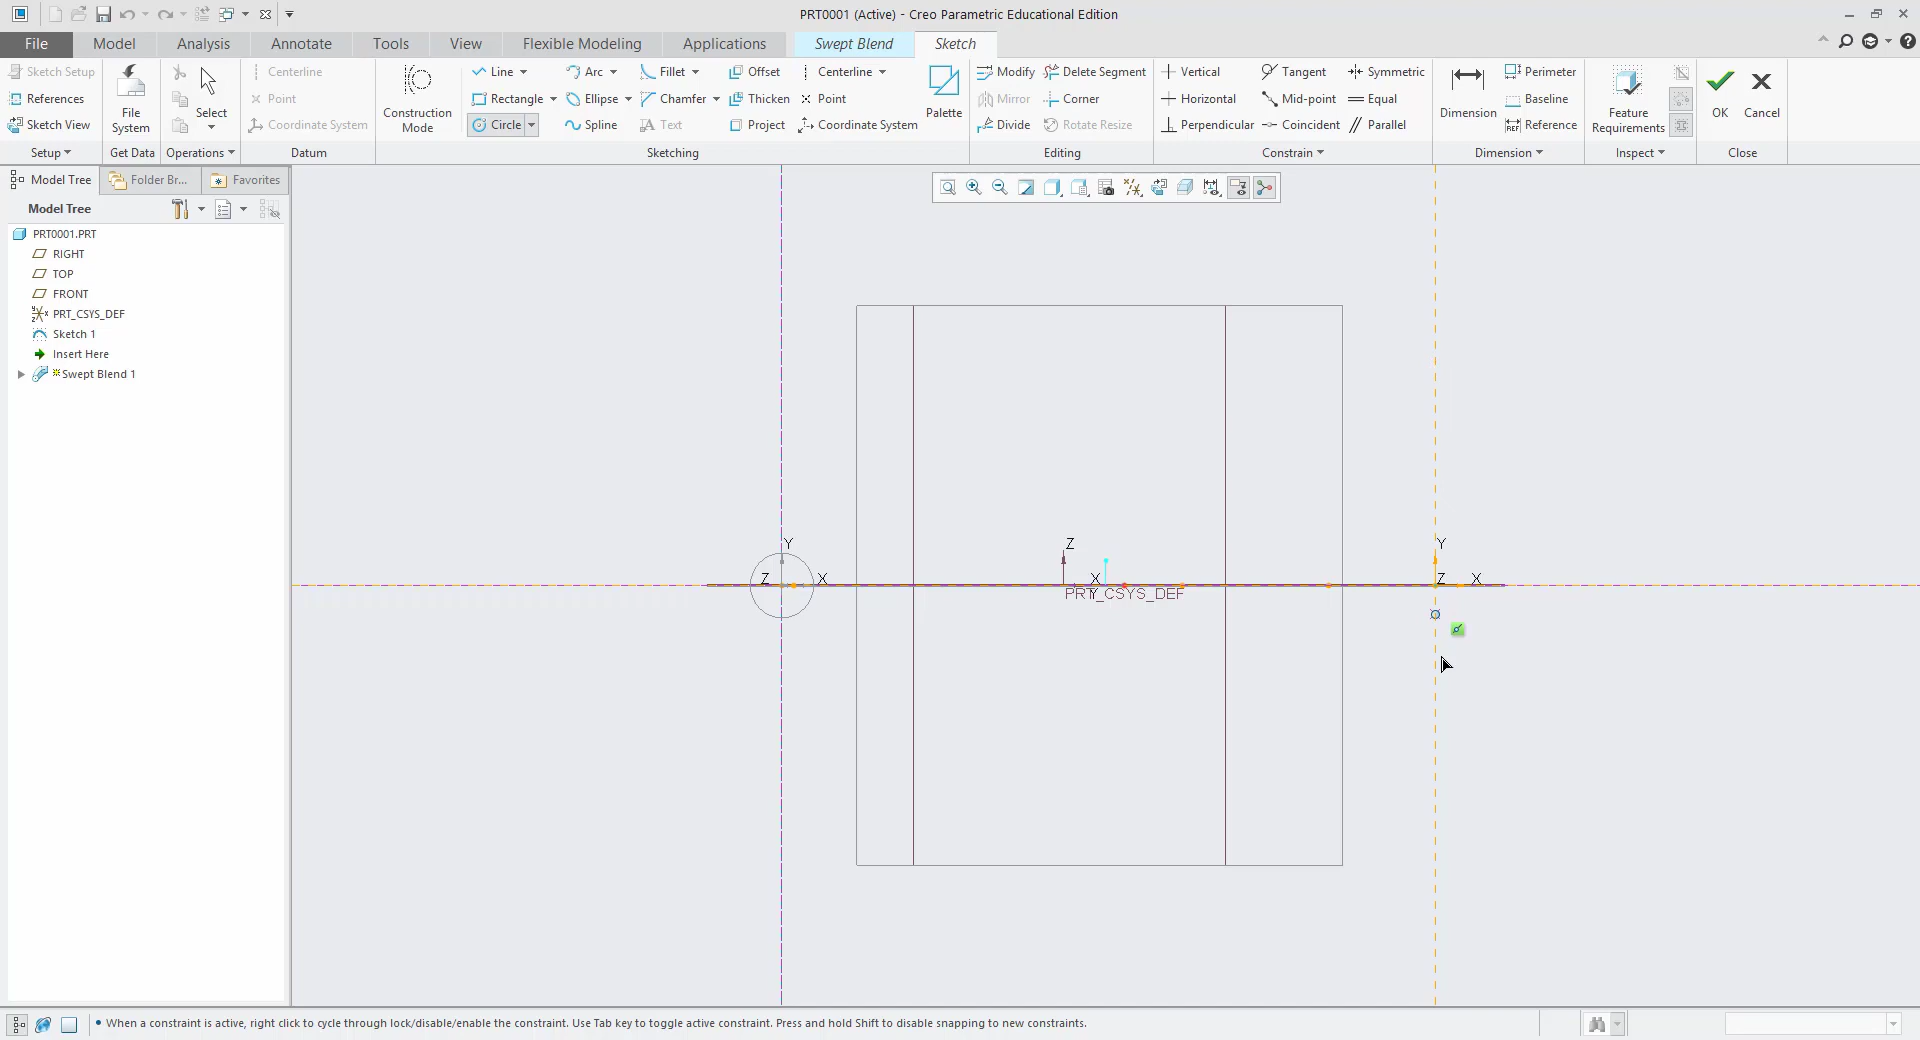 PRT0001 (Active) - Creo Parametric Educational Edition
File Model Analysis Annotate Tools View Flexible Modeling Applications Swept Blend Sketch
Sketch Setup
References
Sketch View
Setup
File System
Get Data
Select
Operations
Centerline
Point
Coordinate System
Datum
Construction Mode
Line Arc Fillet Offset Centerline
Rectangle Ellipse Chamfer Thicken Point
Circle Spline Text Project Coordinate System
Palette
Sketching
Modify Delete Segment
Mirror Corner
Divide Rotate Resize
Editing
Vertical Tangent Symmetric
Horizontal Mid-point Equal
Perpendicular Coincident Parallel
Constrain
Dimension
Perimeter
Baseline
REF Reference
Dimension
Feature Requirements
Inspect
OK Cancel
Close
Model Tree Folder Br... Favorites
Model Tree
PRT0001.PRT
RIGHT
TOP
FRONT
PRT_CSYS_DEF
Sketch 1
Insert Here
Swept Blend 1
Y Z Y
Z X X Z X
PRT_CSYS_DEF
Y
When a constraint is active, right click to cycle through lock/disable/enable the constraint. Use Tab key to toggle active constraint. Press and hold Shift to disable snapping to new constraints.